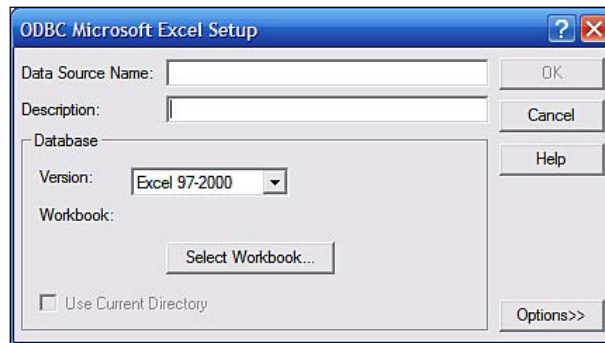 ODBC Microsoft Excel Setup
Data Source Name:
OK
Description:
Cancel
Database
Help
Version:
Excel 97-2000
Workbook:
Select Workbook...
Use Current Directory
Options>>